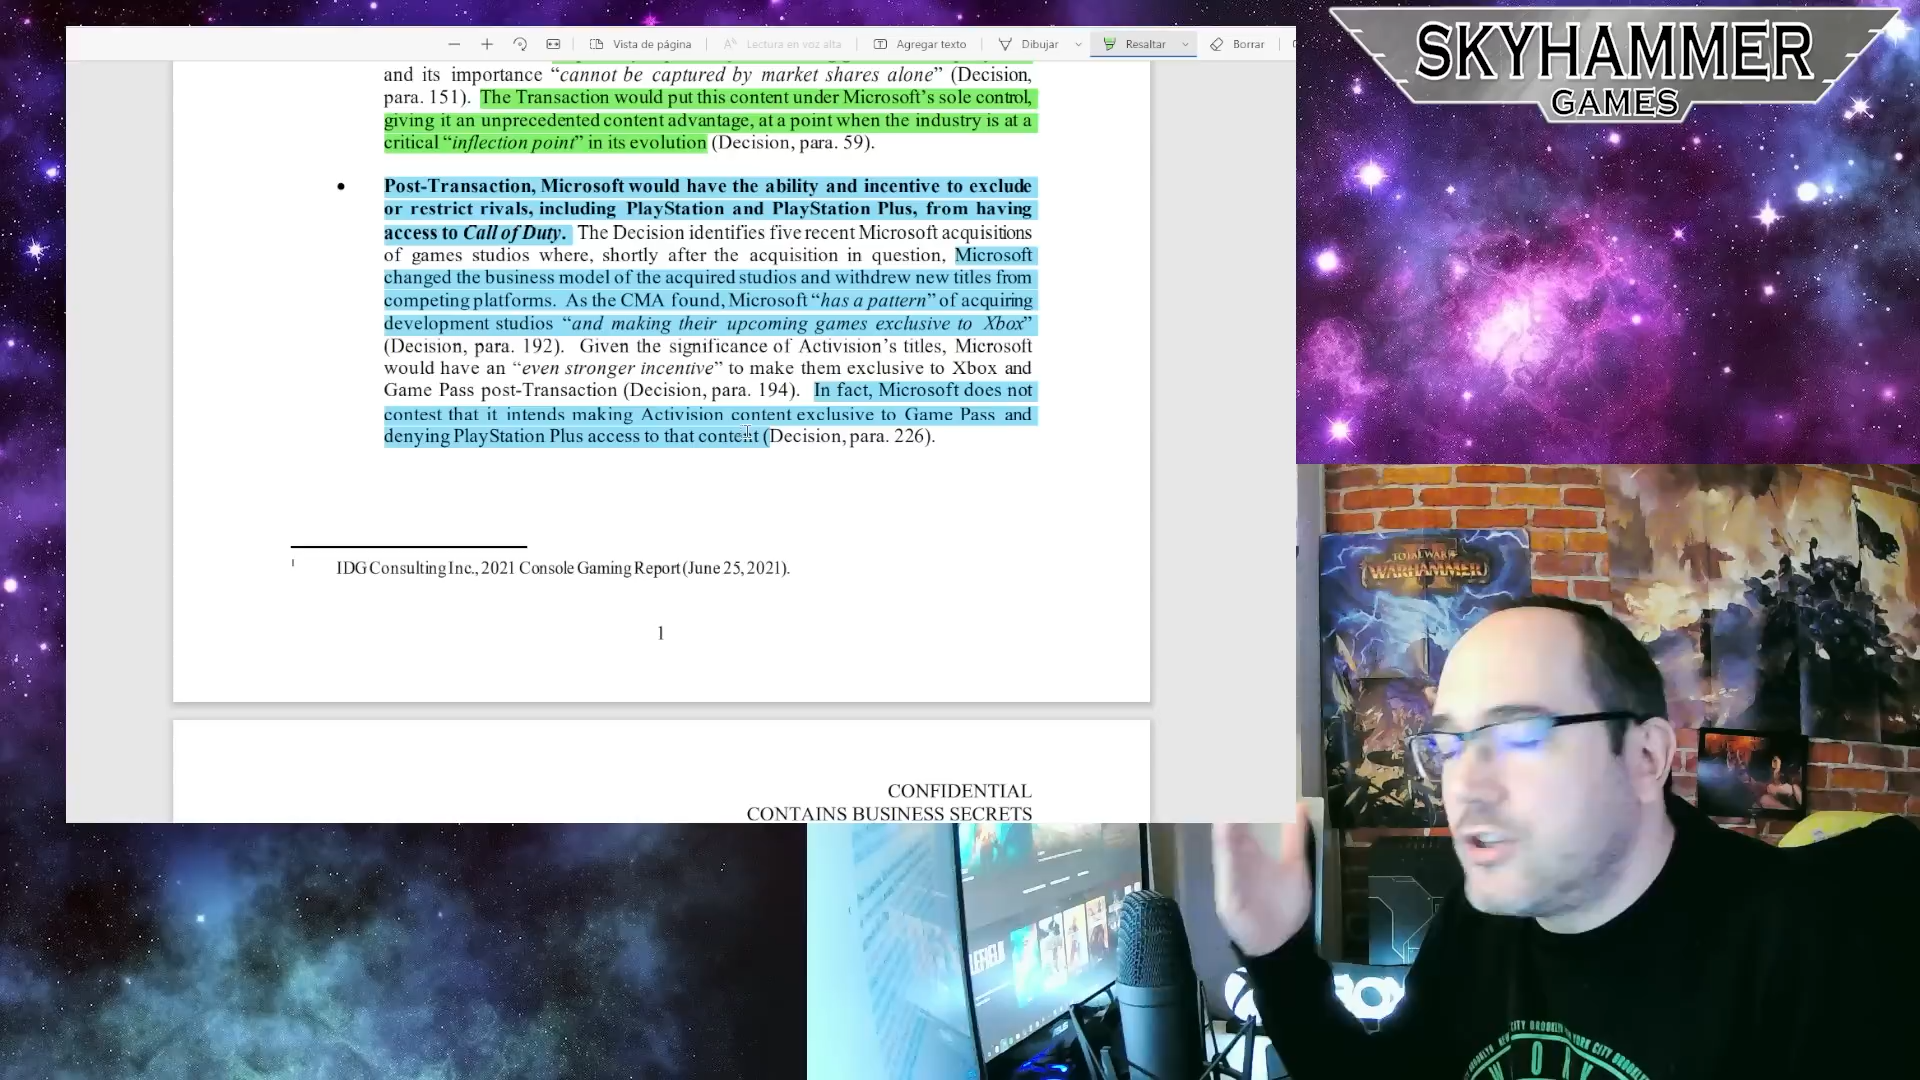 Vista de página
Lectura en voz alta
Agregar texto
Dibujar
Resaltar
Borrar
SKYHAMMER
GAMES
and its importance “cannot be captured by market shares alone” (Decision,
para. 151). The Transaction would put this content under Microsoft’s sole control,
giving it an unprecedented content advantage, at a point when the industry is at a
critical “inflection point” in its evolution (Decision, para. 59).
• Post-Transaction, Microsoft would have the ability and incentive to exclude
or restrict rivals, including PlayStation and PlayStation Plus, from having
access to Call of Duty. The Decision identifies five recent Microsoft acquisitions
of games studios where, shortly after the acquisition in question, Microsoft
changed the business model of the acquired studios and withdrew new titles from
competing platforms. As the CMA found, Microsoft “has a pattern” of acquiring
development studios “and making their upcoming games exclusive to Xbox”
(Decision, para. 192). Given the significance of Activision’s titles, Microsoft
would have an “even stronger incentive” to make them exclusive to Xbox and
Game Pass post-Transaction (Decision, para. 194). In fact, Microsoft does not
contest that it intends making Activision content exclusive to Game Pass and
denying PlayStation Plus access to that content (Decision, para. 226).
1 IDG Consulting Inc., 2021 Console Gaming Report (June 25, 2021).
1
CONFIDENTIAL
CONTAINS BUSINESS SECRETS
TOTAL WAR
WARHAMMER